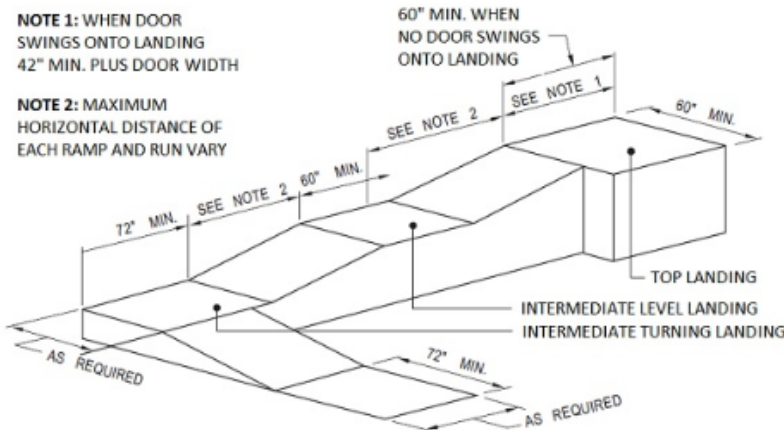 NOTE 1: WHEN DOOR
SWINGS ONTO LANDING
42" MIN. PLUS DOOR WIDTH
NOTE 2: MAXIMUM
HORIZONTAL DISTANCE OF
EACH RAMP AND RUN VARY
60" MIN. WHEN
NO DOOR SWINGS
ONTO LANDING
SEE NOTE 1
60" MIN.
SEE NOTE 2
60" MIN.
SEE NOTE 2
72" MIN.
TOP LANDING
INTERMEDIATE LEVEL LANDING
INTERMEDIATE TURNING LANDING
AS REQUIRED
72" MIN.
AS REQUIRED